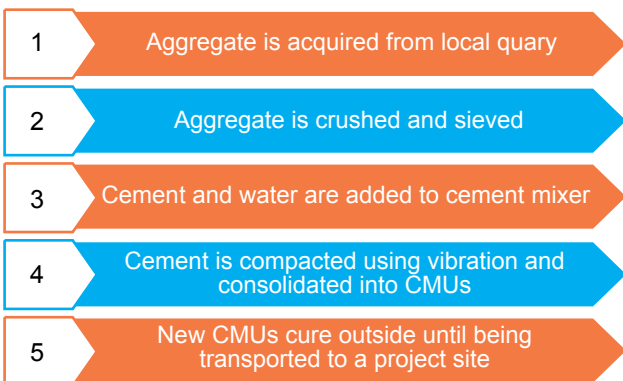 1
Aggregate is acquired from local quary
2
Aggregate is crushed and sieved
3
Cement and water are added to cement mixer
4
Cement is compacted using vibration and
consolidated into CMUs
5
New CMUs cure outside until being
transported to a project site